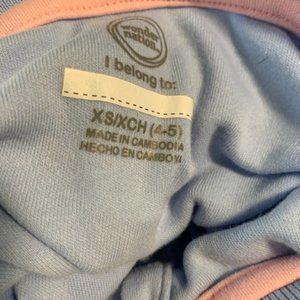 wonder
nation
I belong to:
XS/XCH (4-5)
MADE IN CAMBODIA
HECHO EN CAMBOYA